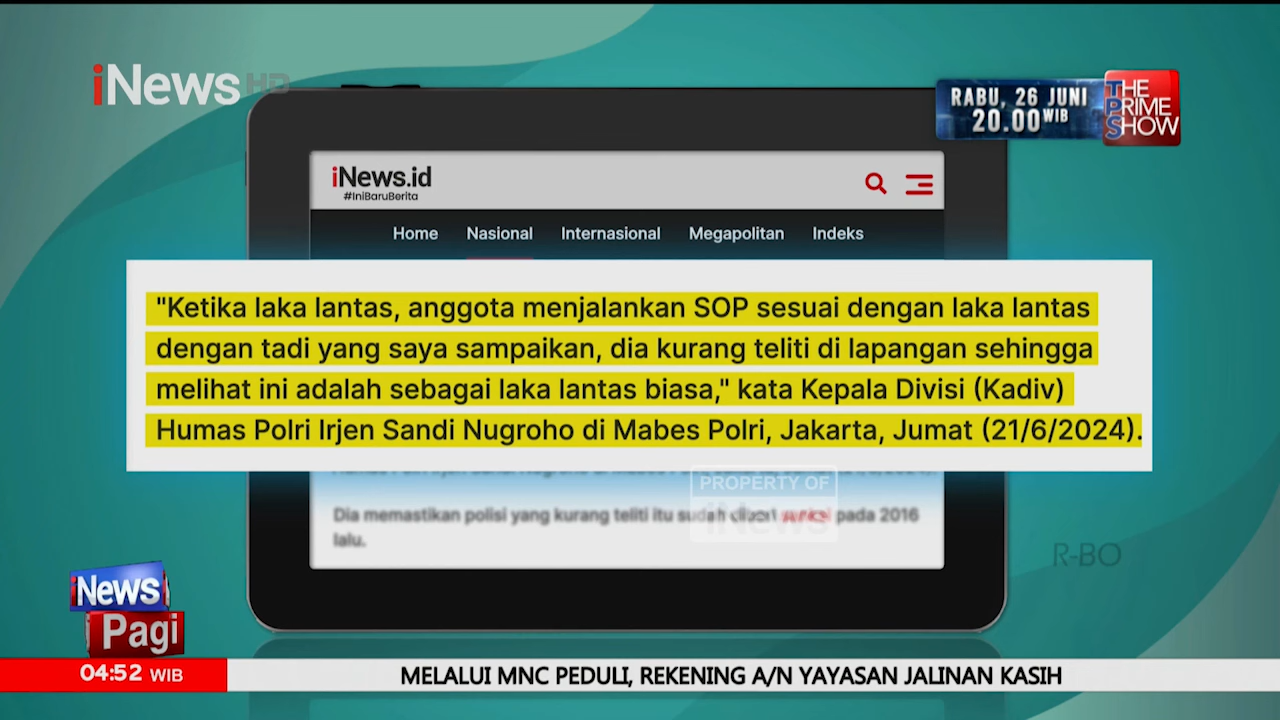 iNews HD
RABU, 26 JUNI
20.00 WIB
THE
PRIME
SHOW
TPS
iNews.id
#IniBaruBerita
Home Nasional Internasional Megapolitan Indeks
"Ketika laka lantas, anggota menjalankan SOP sesuai dengan laka lantas
dengan tadi yang saya sampaikan, dia kurang teliti di lapangan sehingga
melihat ini adalah sebagai laka lantas biasa," kata Kepala Divisi (Kadiv)
Humas Polri Irjen Sandi Nugroho di Mabes Polri, Jakarta, Jumat (21/6/2024).
PROPERTY OF
iNews
Dia memastikan polisi yang kurang teliti itu sudah diberi sanksi pada 2016
lalu.
R-BO
iNews
Pagi
04:52 WIB
MELALUI MNC PEDULI, REKENING A/N YAYASAN JALINAN KASIH